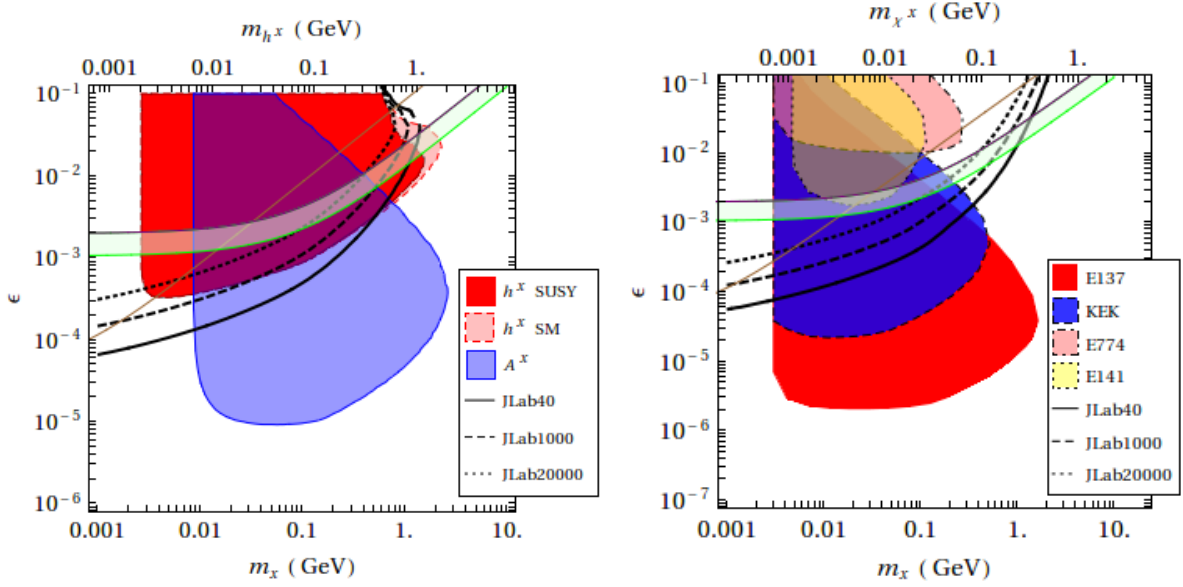 m_{h^x} ( GeV )
0.001 0.01 0.1 1.
10^{-1}
10^{-2}
10^{-3}
10^{-4}
10^{-5}
10^{-6}
ϵ
h^x SUSY
h^x SM
A^x
JLab40
JLab1000
JLab20000
0.001 0.01 0.1 1. 10.
m_x ( GeV )
m_{χ^x} ( GeV )
0.001 0.01 0.1 1.
10^{-1}
10^{-2}
10^{-3}
10^{-4}
10^{-5}
10^{-6}
10^{-7}
ϵ
E137
KEK
E774
E141
JLab40
JLab1000
JLab20000
0.001 0.01 0.1 1. 10.
m_x ( GeV )